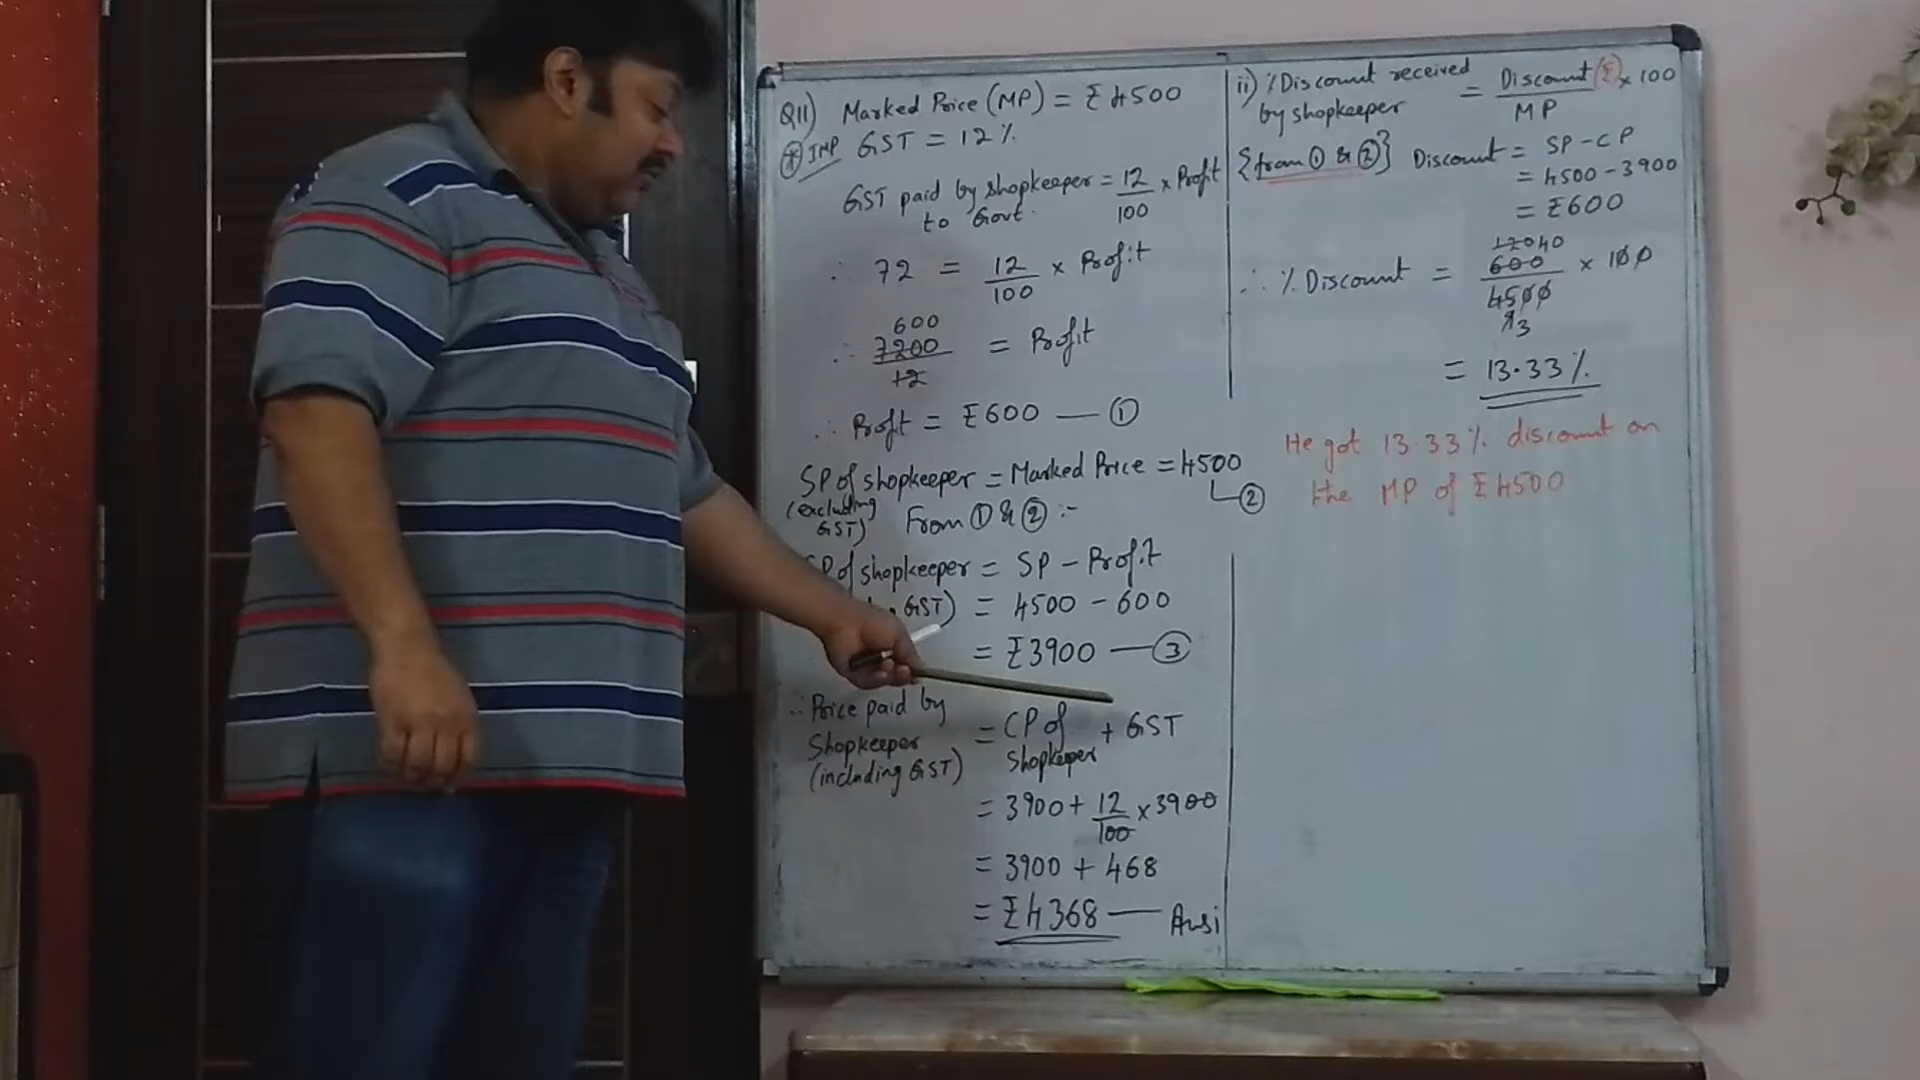 Q11) Marked Price (MP) = ₹4500
* IMP GST = 12%
GST paid by shopkeeper = 12/100 x Profit
to Govt.
∴ 72 = 12/100 x Profit
600
∴ 7200/12 = Profit
∴ Profit = ₹600 — ①
SP of shopkeeper = Marked Price = 4500
(excluding GST) — ②
From ① & ② :-
P of shopkeeper = SP - Profit
GST) = 4500 - 600
= ₹3900 — ③
∴ Price paid by
Shopkeeper = CP of shopkeeper + GST
(including GST)
= 3900 + 12/100 x 3900
= 3900 + 468
= ₹4368 — Ans i
ii) % Discount received = Discount (₹)/MP x 100
by shopkeeper
{from ① & ②} Discount = SP - CP
= 4500 - 3900
= ₹600
∴ % Discount = 600/4500 x 100
= 13.33%
He got 13.33% discount on
the MP of ₹4500